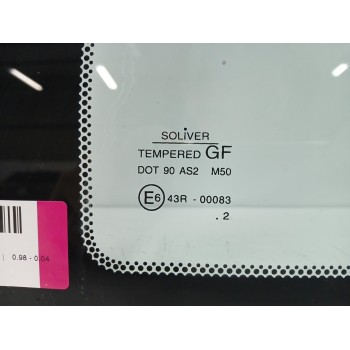 SOLIVER
TEMPERED GF
DOT 90 AS2 M50
E6 43R - 00083
. 2
0.98 - 0.04